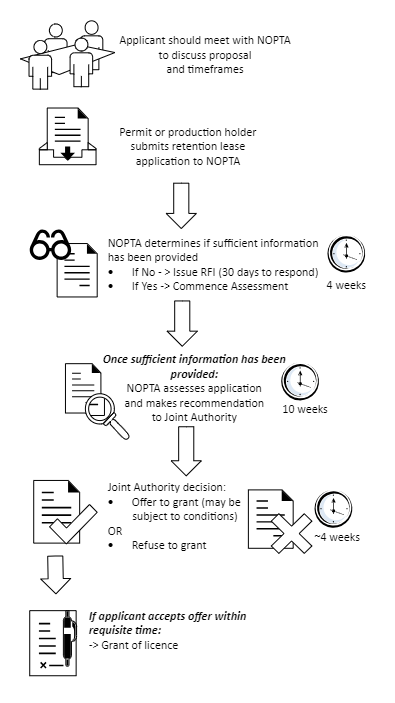 Applicant should meet with NOPTA
to discuss proposal
and timeframes
Permit or production holder
submits retention lease
application to NOPTA
NOPTA determines if sufficient information
has been provided
• If No - > Issue RFI (30 days to respond)
• If Yes -> Commence Assessment
4 weeks
Once sufficient information has been
provided:
NOPTA assesses application
and makes recommendation
to Joint Authority
10 weeks
Joint Authority decision:
• Offer to grant (may be
subject to conditions)
OR
• Refuse to grant
~4 weeks
If applicant accepts offer within
requisite time:
-> Grant of licence